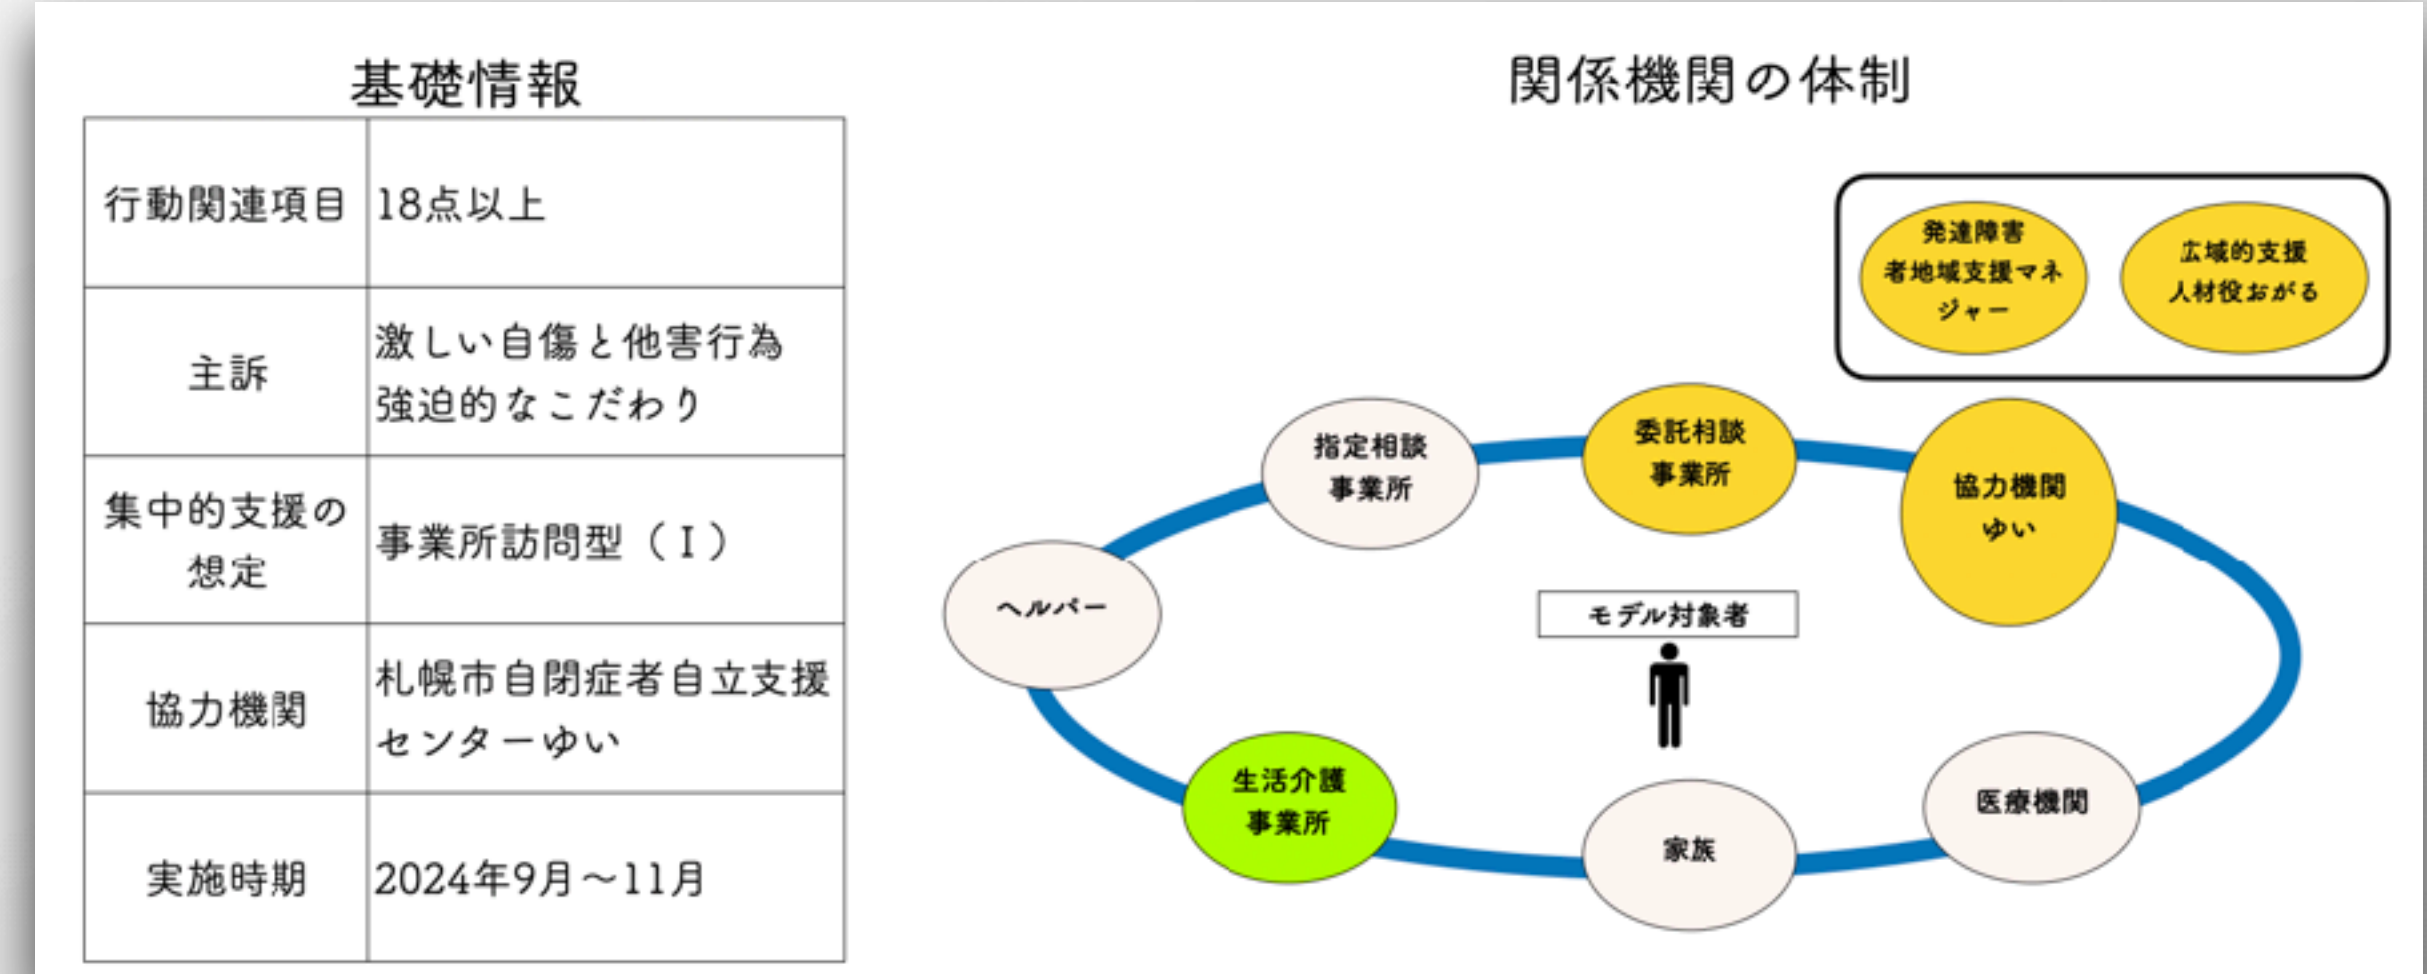 基礎情報
行動関連項目
18点以上
主訴
激しい自傷と他害行為
強迫的なこだわり
集中的支援の
想定
事業所訪問型（Ⅰ）
協力機関
札幌市自閉症者自立支援
センターゆい
実施時期
2024年9月〜11月
関係機関の体制
発達障害
者地域支援マネ
ジャー
広域的支援
人材役おがる
指定相談
事業所
委託相談
事業所
協力機関
ゆい
ヘルパー
モデル対象者
生活介護
事業所
家族
医療機関